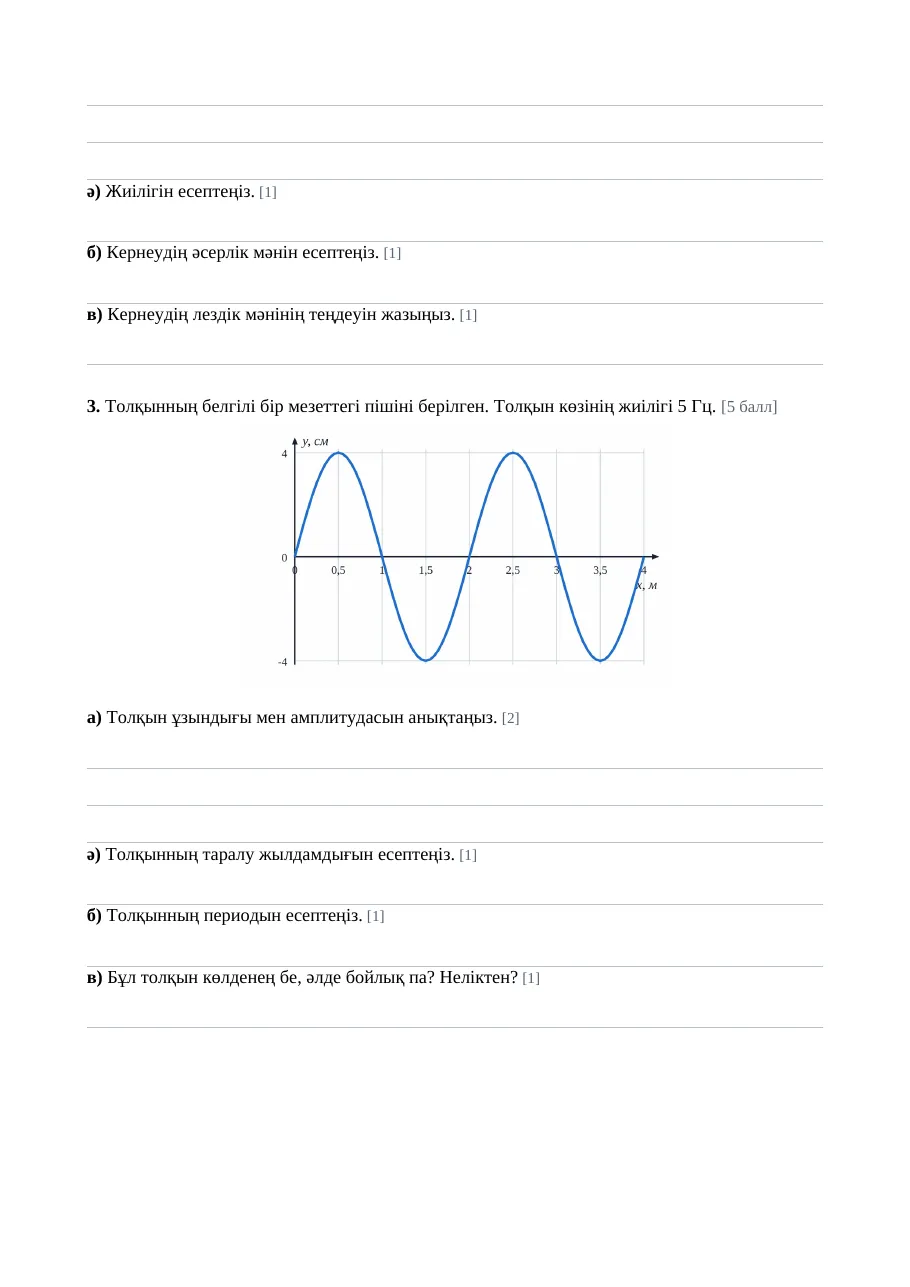 ә) Жиілігін есептеңіз. [1]
б) Кернеудің әсерлік мәнін есептеңіз. [1]
в) Кернеудің лездік мәнінің теңдеуін жазыңыз. [1]
3. Толқынның белгілі бір мезеттегі пішіні берілген. Толқын көзінің жиілігі 5 Гц. [5 балл]
y, см
4
0
0 0,5 1 1,5 2 2,5 3 3,5 4
x, м
-4
а) Толқын ұзындығы мен амплитудасын анықтаңыз. [2]
ә) Толқынның таралу жылдамдығын есептеңіз. [1]
б) Толқынның периодын есептеңіз. [1]
в) Бұл толқын көлденең бе, әлде бойлық па? Неліктен? [1]